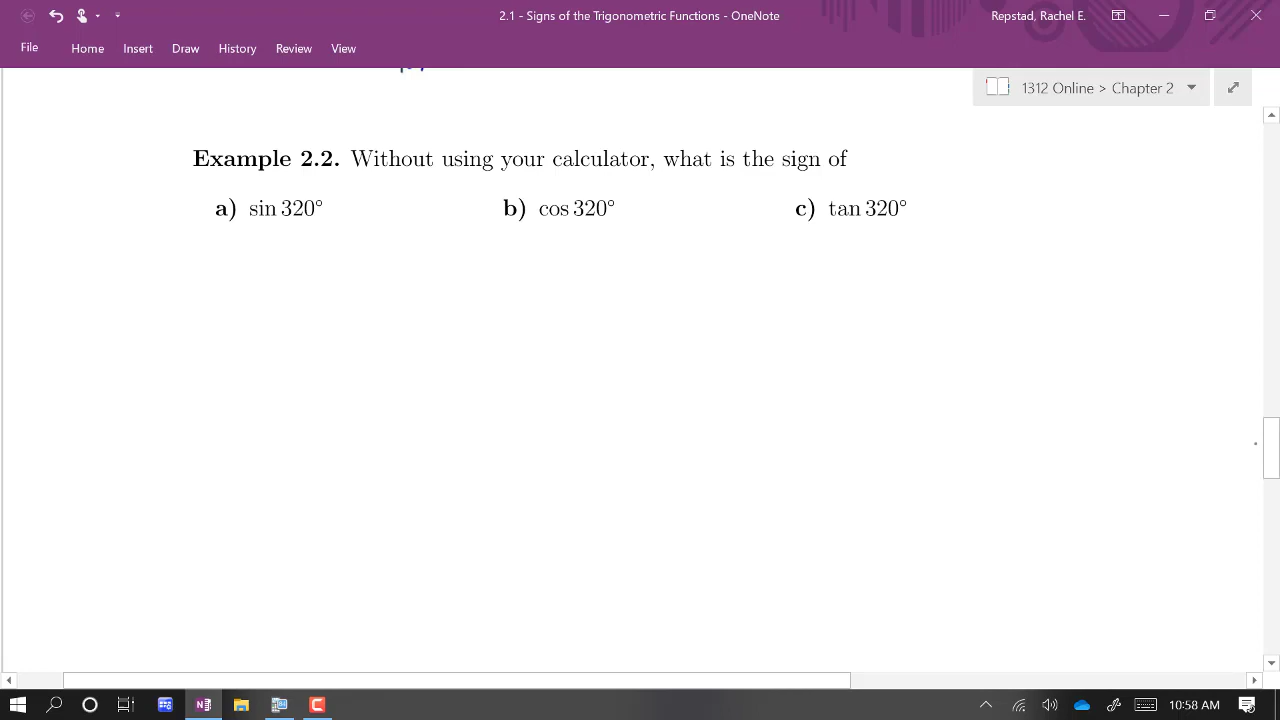 2.1 - Signs of the Trigonometric Functions - OneNote
Repstad, Rachel E.
File Home Insert Draw History Review View
1312 Online > Chapter 2
Example 2.2. Without using your calculator, what is the sign of
a) sin 320° b) cos 320° c) tan 320°
10:58 AM